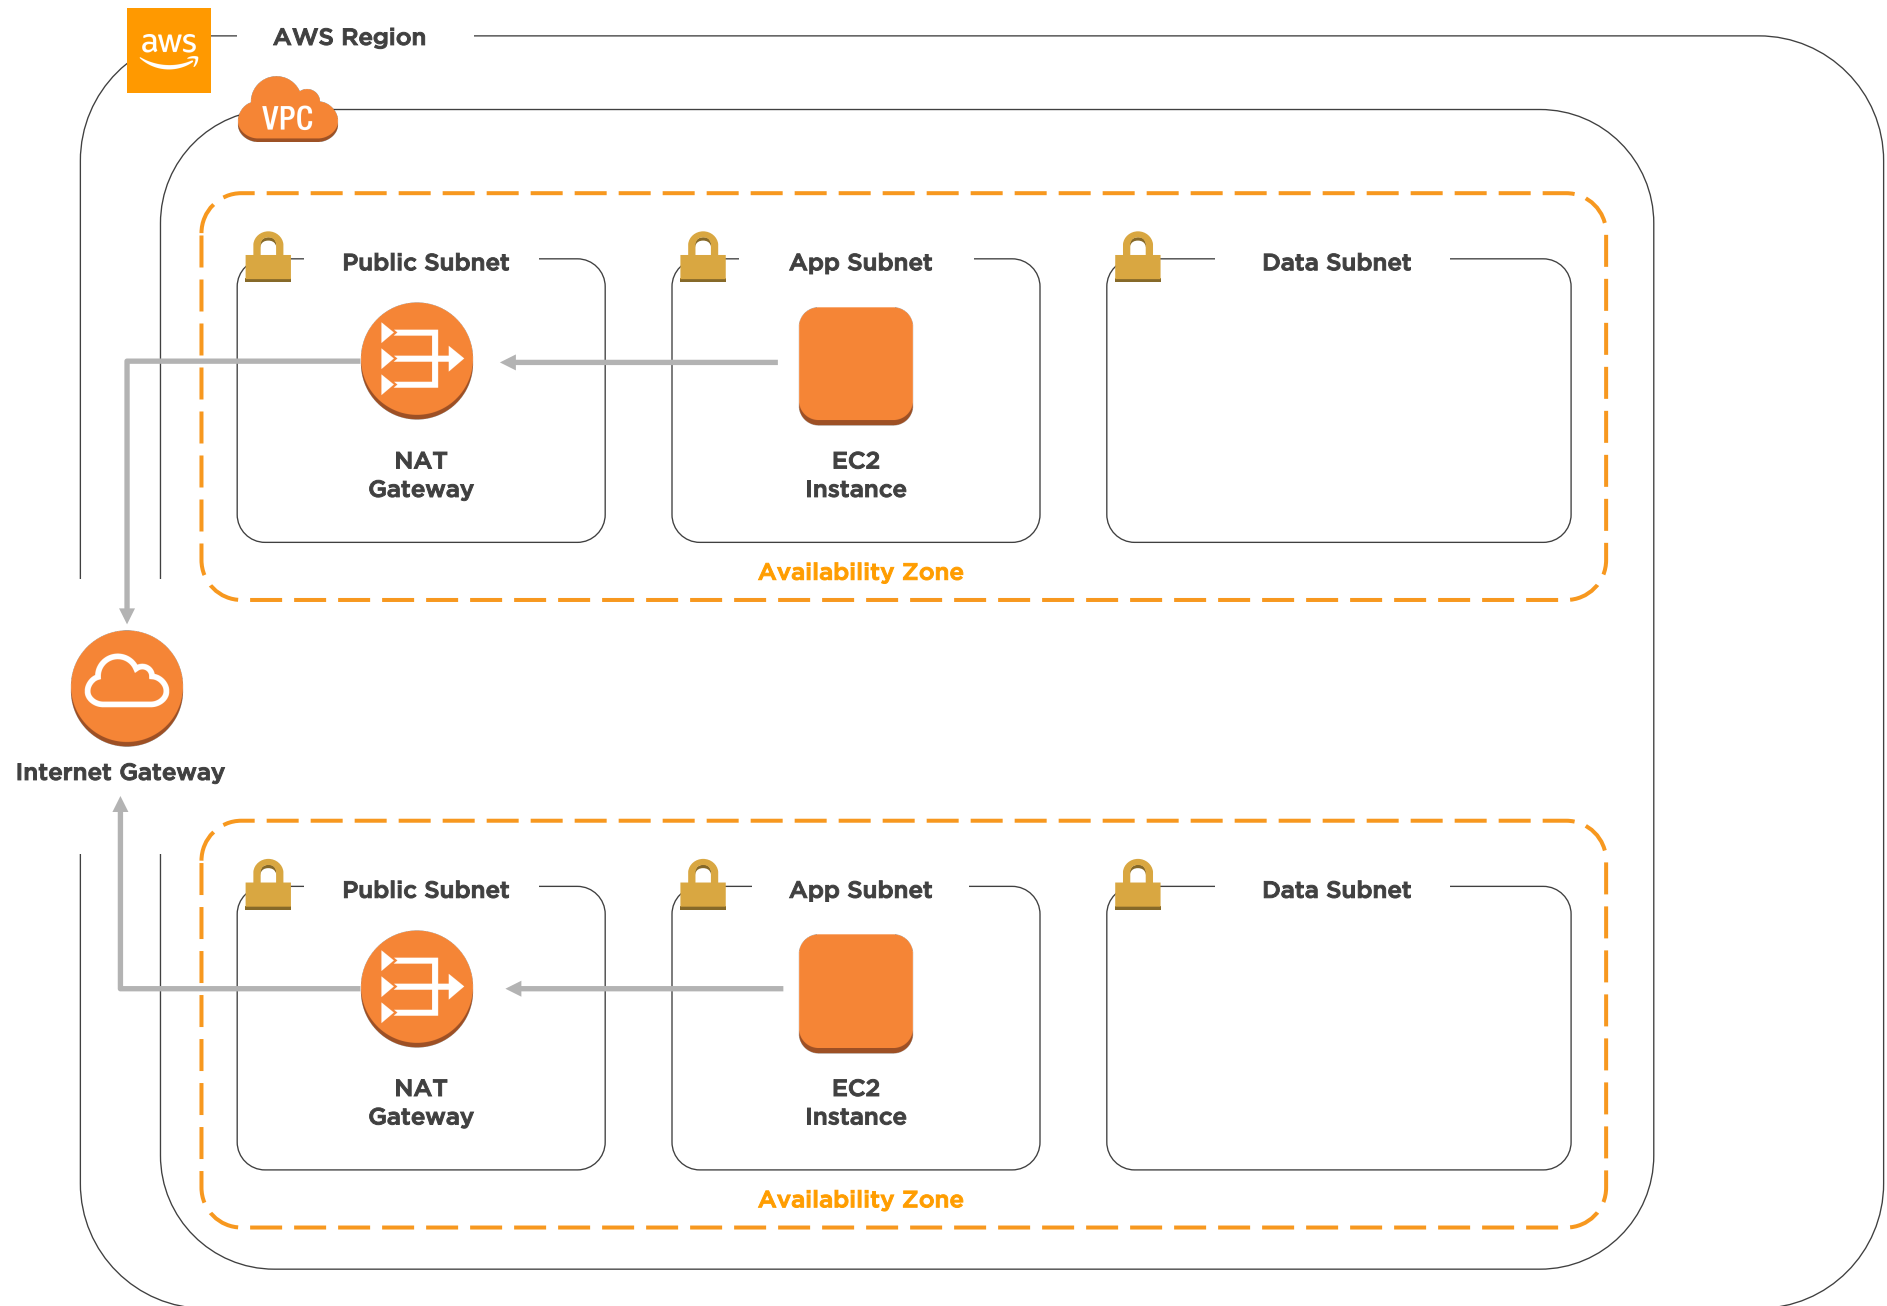 aws
AWS Region
VPC
Public Subnet
App Subnet
Data Subnet
NAT
Gateway
EC2
Instance
Availability Zone
Internet Gateway
Public Subnet
App Subnet
Data Subnet
NAT
Gateway
EC2
Instance
Availability Zone